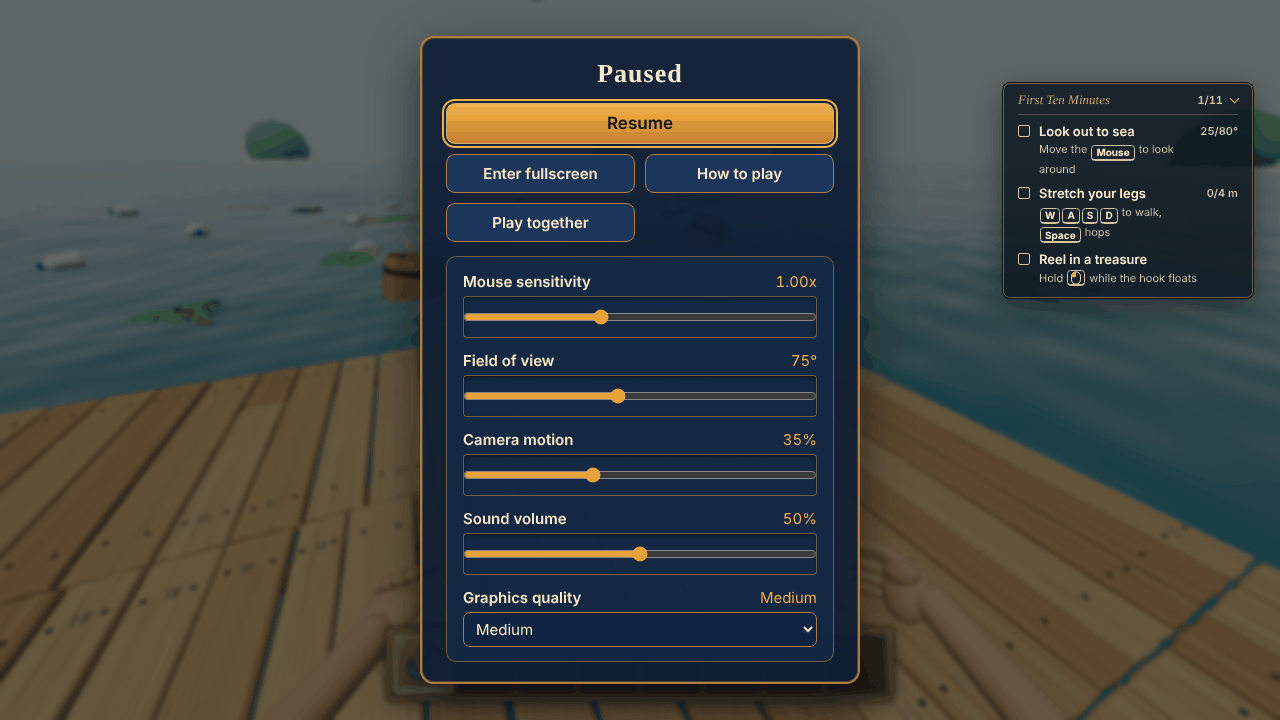 Paused
Resume
Enter fullscreen
How to play
Play together
Mouse sensitivity 1.00x
Field of view 75°
Camera motion 35%
Sound volume 50%
Graphics quality Medium
Medium
First Ten Minutes 1/11
Look out to sea 25/80°
Move the Mouse to look
around
Stretch your legs 0/4 m
W A S D to walk,
Space hops
Reel in a treasure
Hold while the hook floats